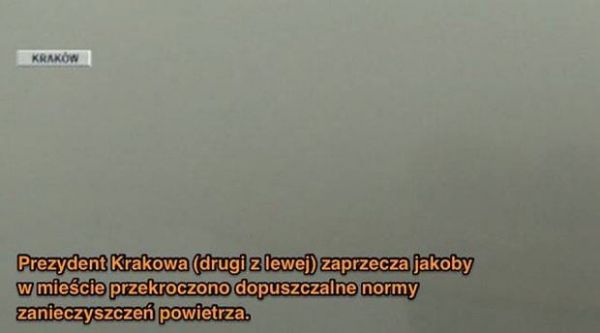 KRAKÓW
Prezydent Krakowa (drugi z lewej) zaprzecza jakoby
w mieście przekroczono dopuszczalne normy
zanieczyszczeń powietrza.